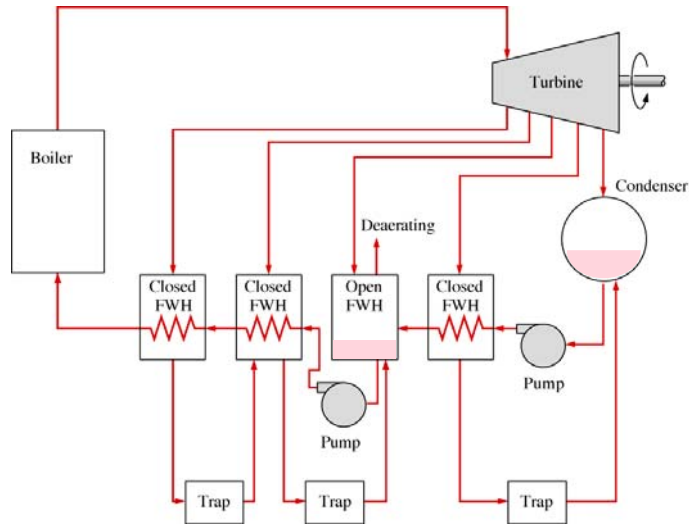 Turbine
Boiler
Condenser
Deaerating
Closed
FWH
Closed
FWH
Open
FWH
Closed
FWH
Pump
Pump
Trap
Trap
Trap